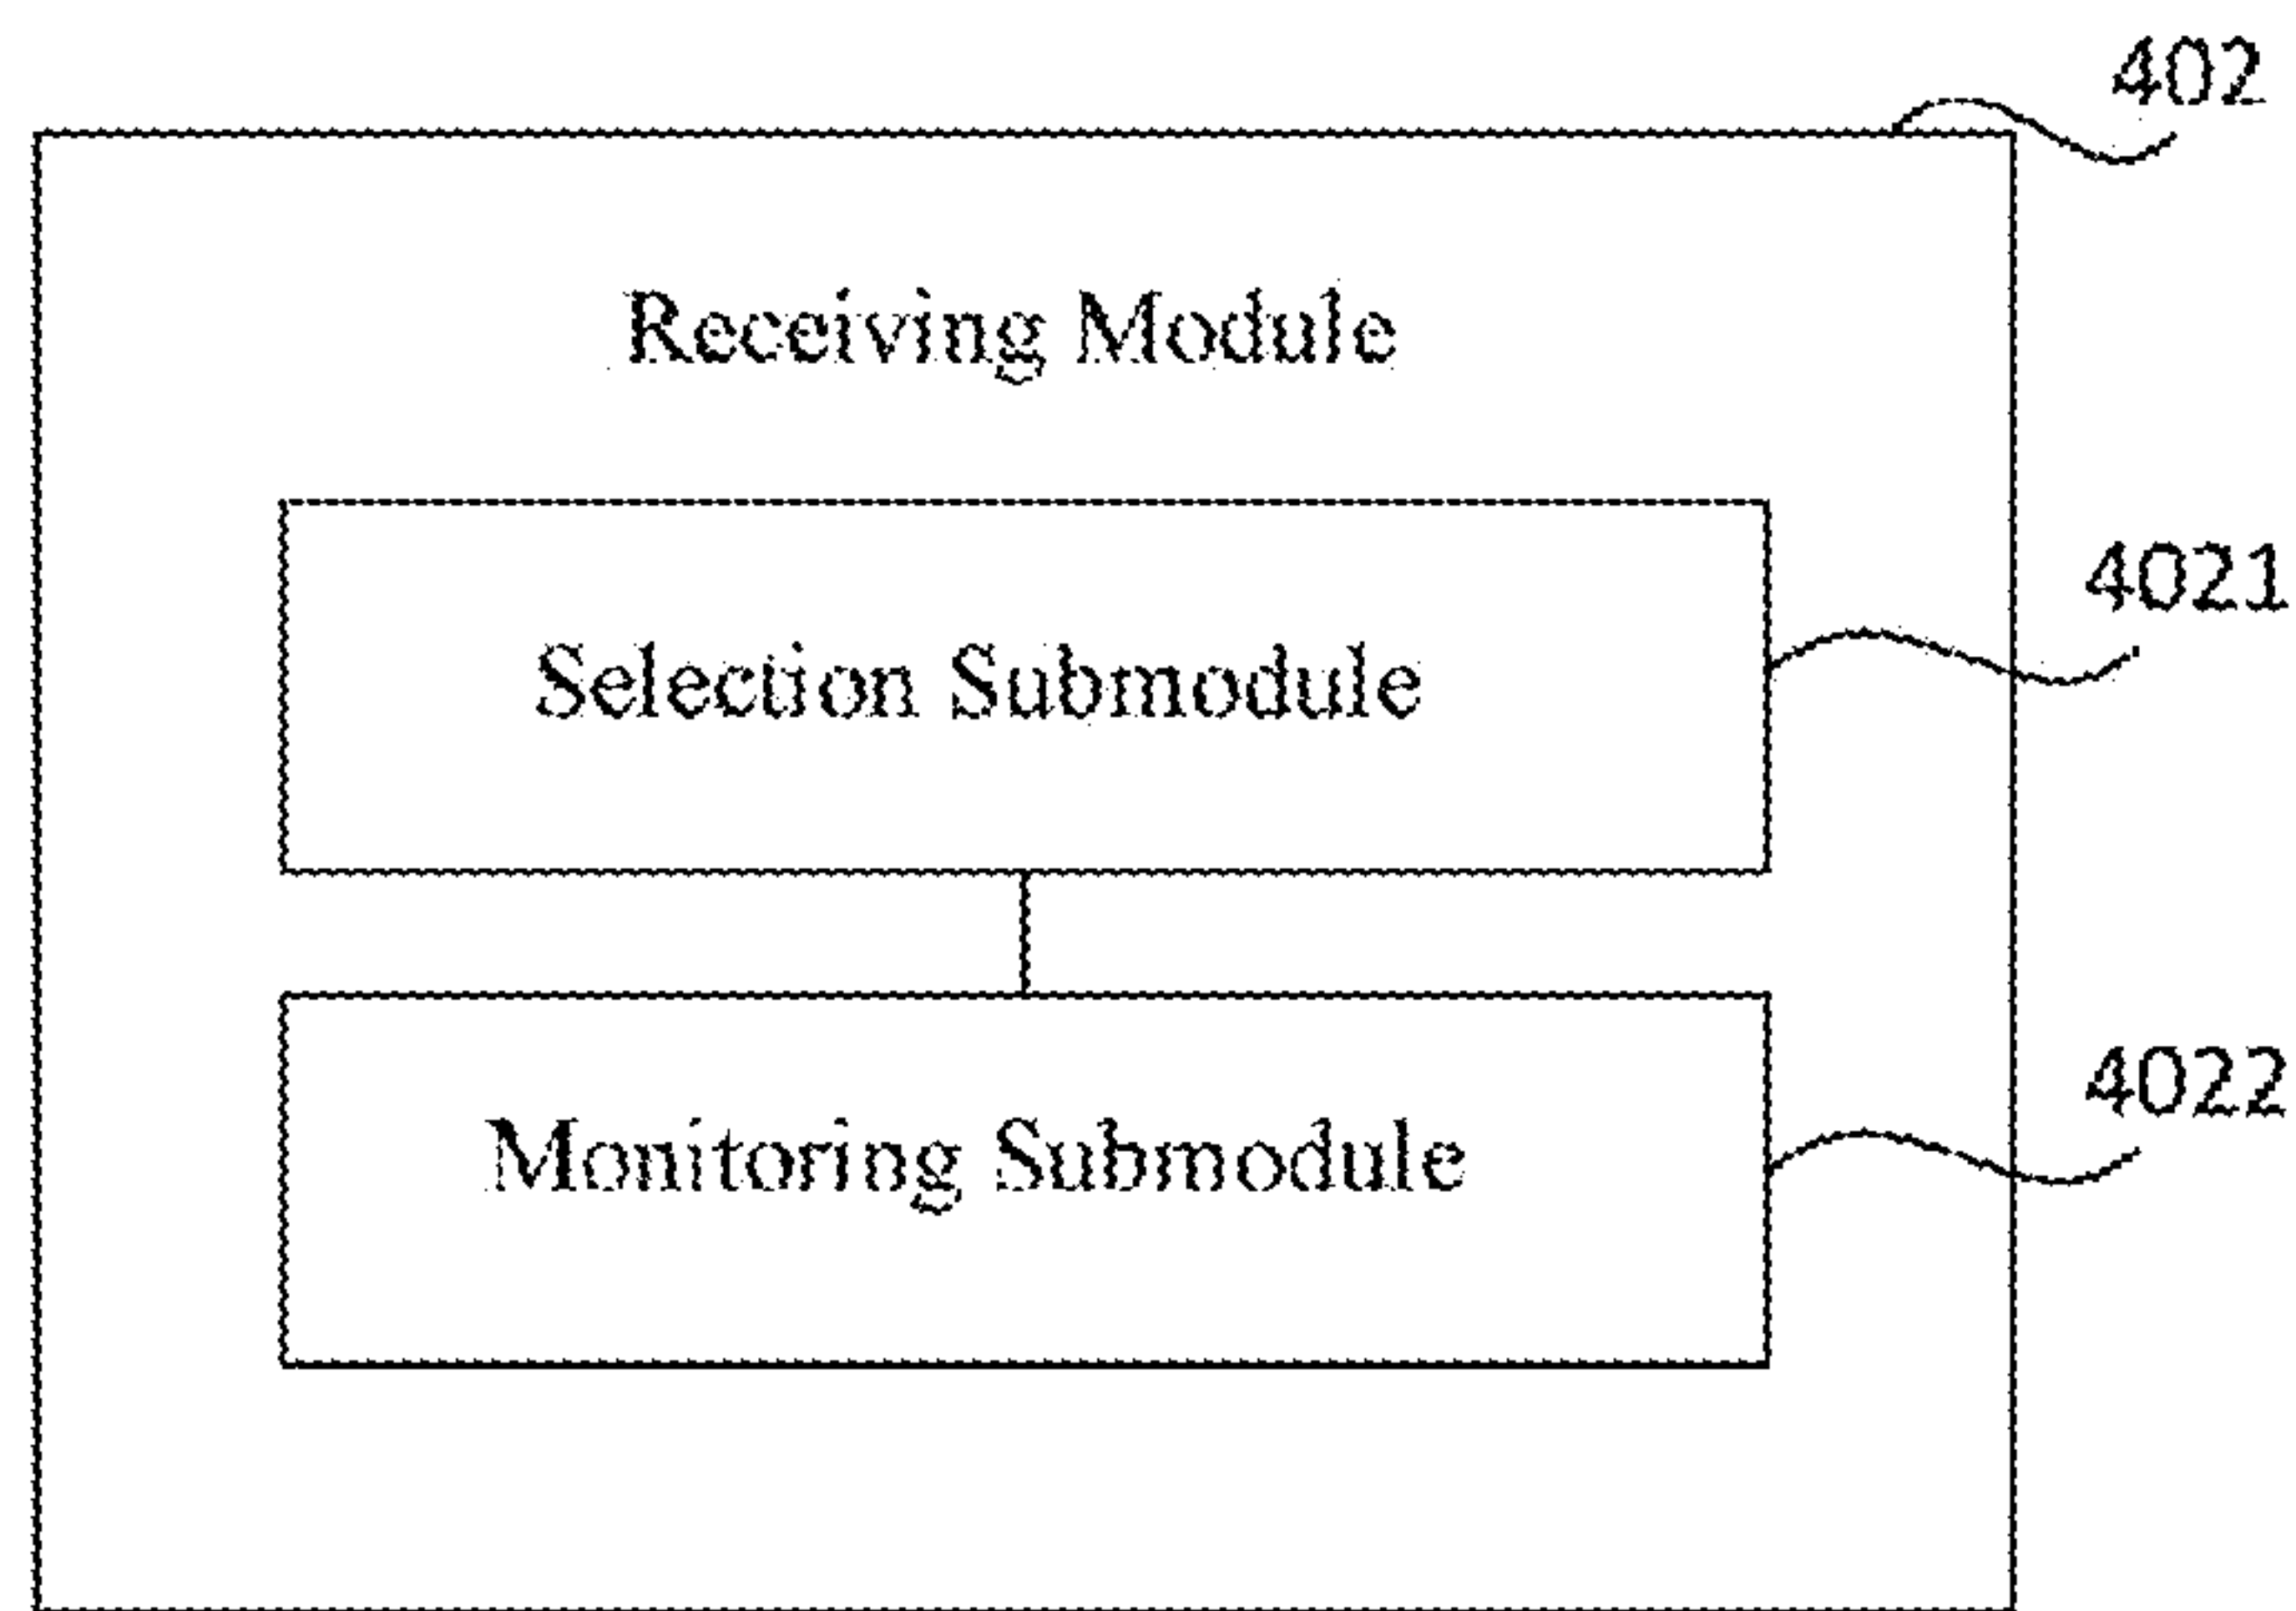 402
Receiving Module
4021
Selection Submodule
4022
Monitoring Submodule